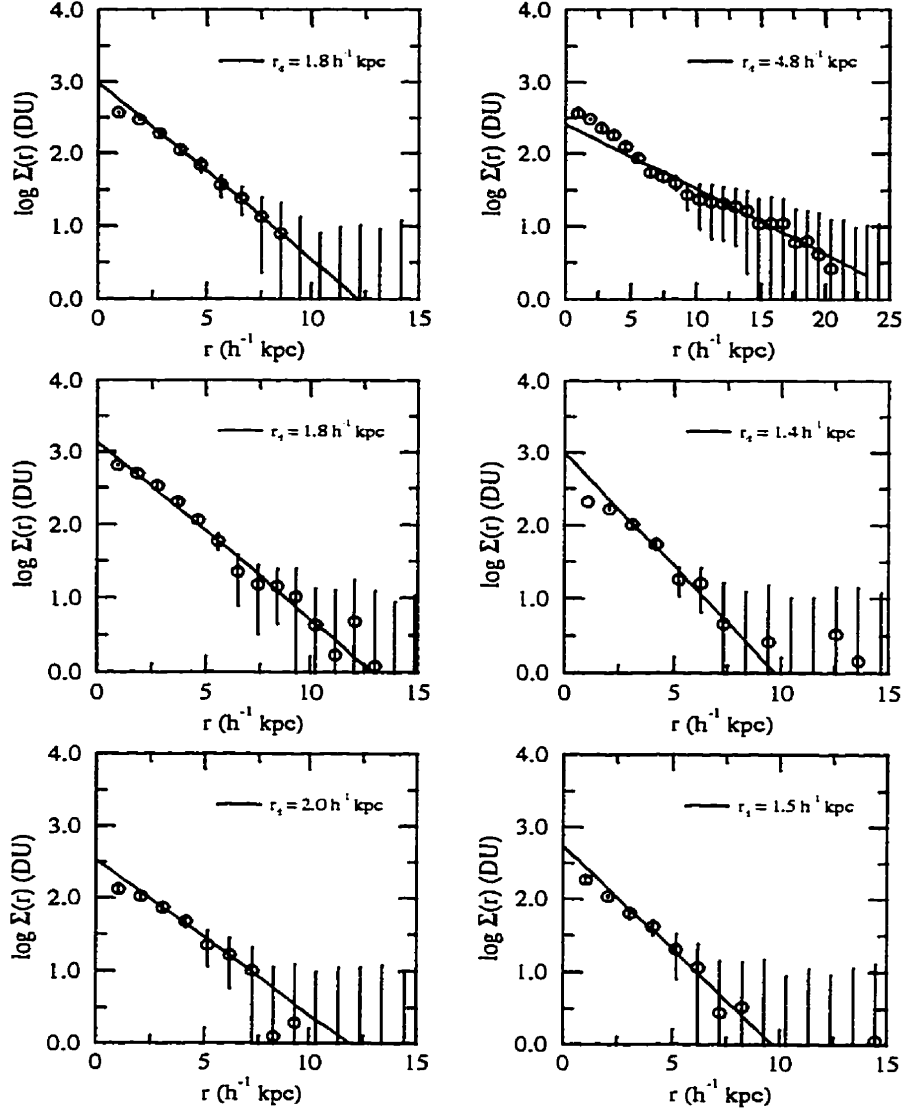 4.0
3.0
2.0
1.0
0.0
log Σ(r) (DU)
r_s = 1.8 h^-1 kpc
0 5 10 15
r (h^-1 kpc)
4.0
3.0
2.0
1.0
0.0
log Σ(r) (DU)
r_s = 4.8 h^-1 kpc
0 5 10 15 20 25
r (h^-1 kpc)
4.0
3.0
2.0
1.0
0.0
log Σ(r) (DU)
r_s = 1.8 h^-1 kpc
0 5 10 15
r (h^-1 kpc)
4.0
3.0
2.0
1.0
0.0
log Σ(r) (DU)
r_s = 1.4 h^-1 kpc
0 5 10 15
r (h^-1 kpc)
4.0
3.0
2.0
1.0
0.0
log Σ(r) (DU)
r_s = 2.0 h^-1 kpc
0 5 10 15
r (h^-1 kpc)
4.0
3.0
2.0
1.0
0.0
log Σ(r) (DU)
r_s = 1.5 h^-1 kpc
0 5 10 15
r (h^-1 kpc)